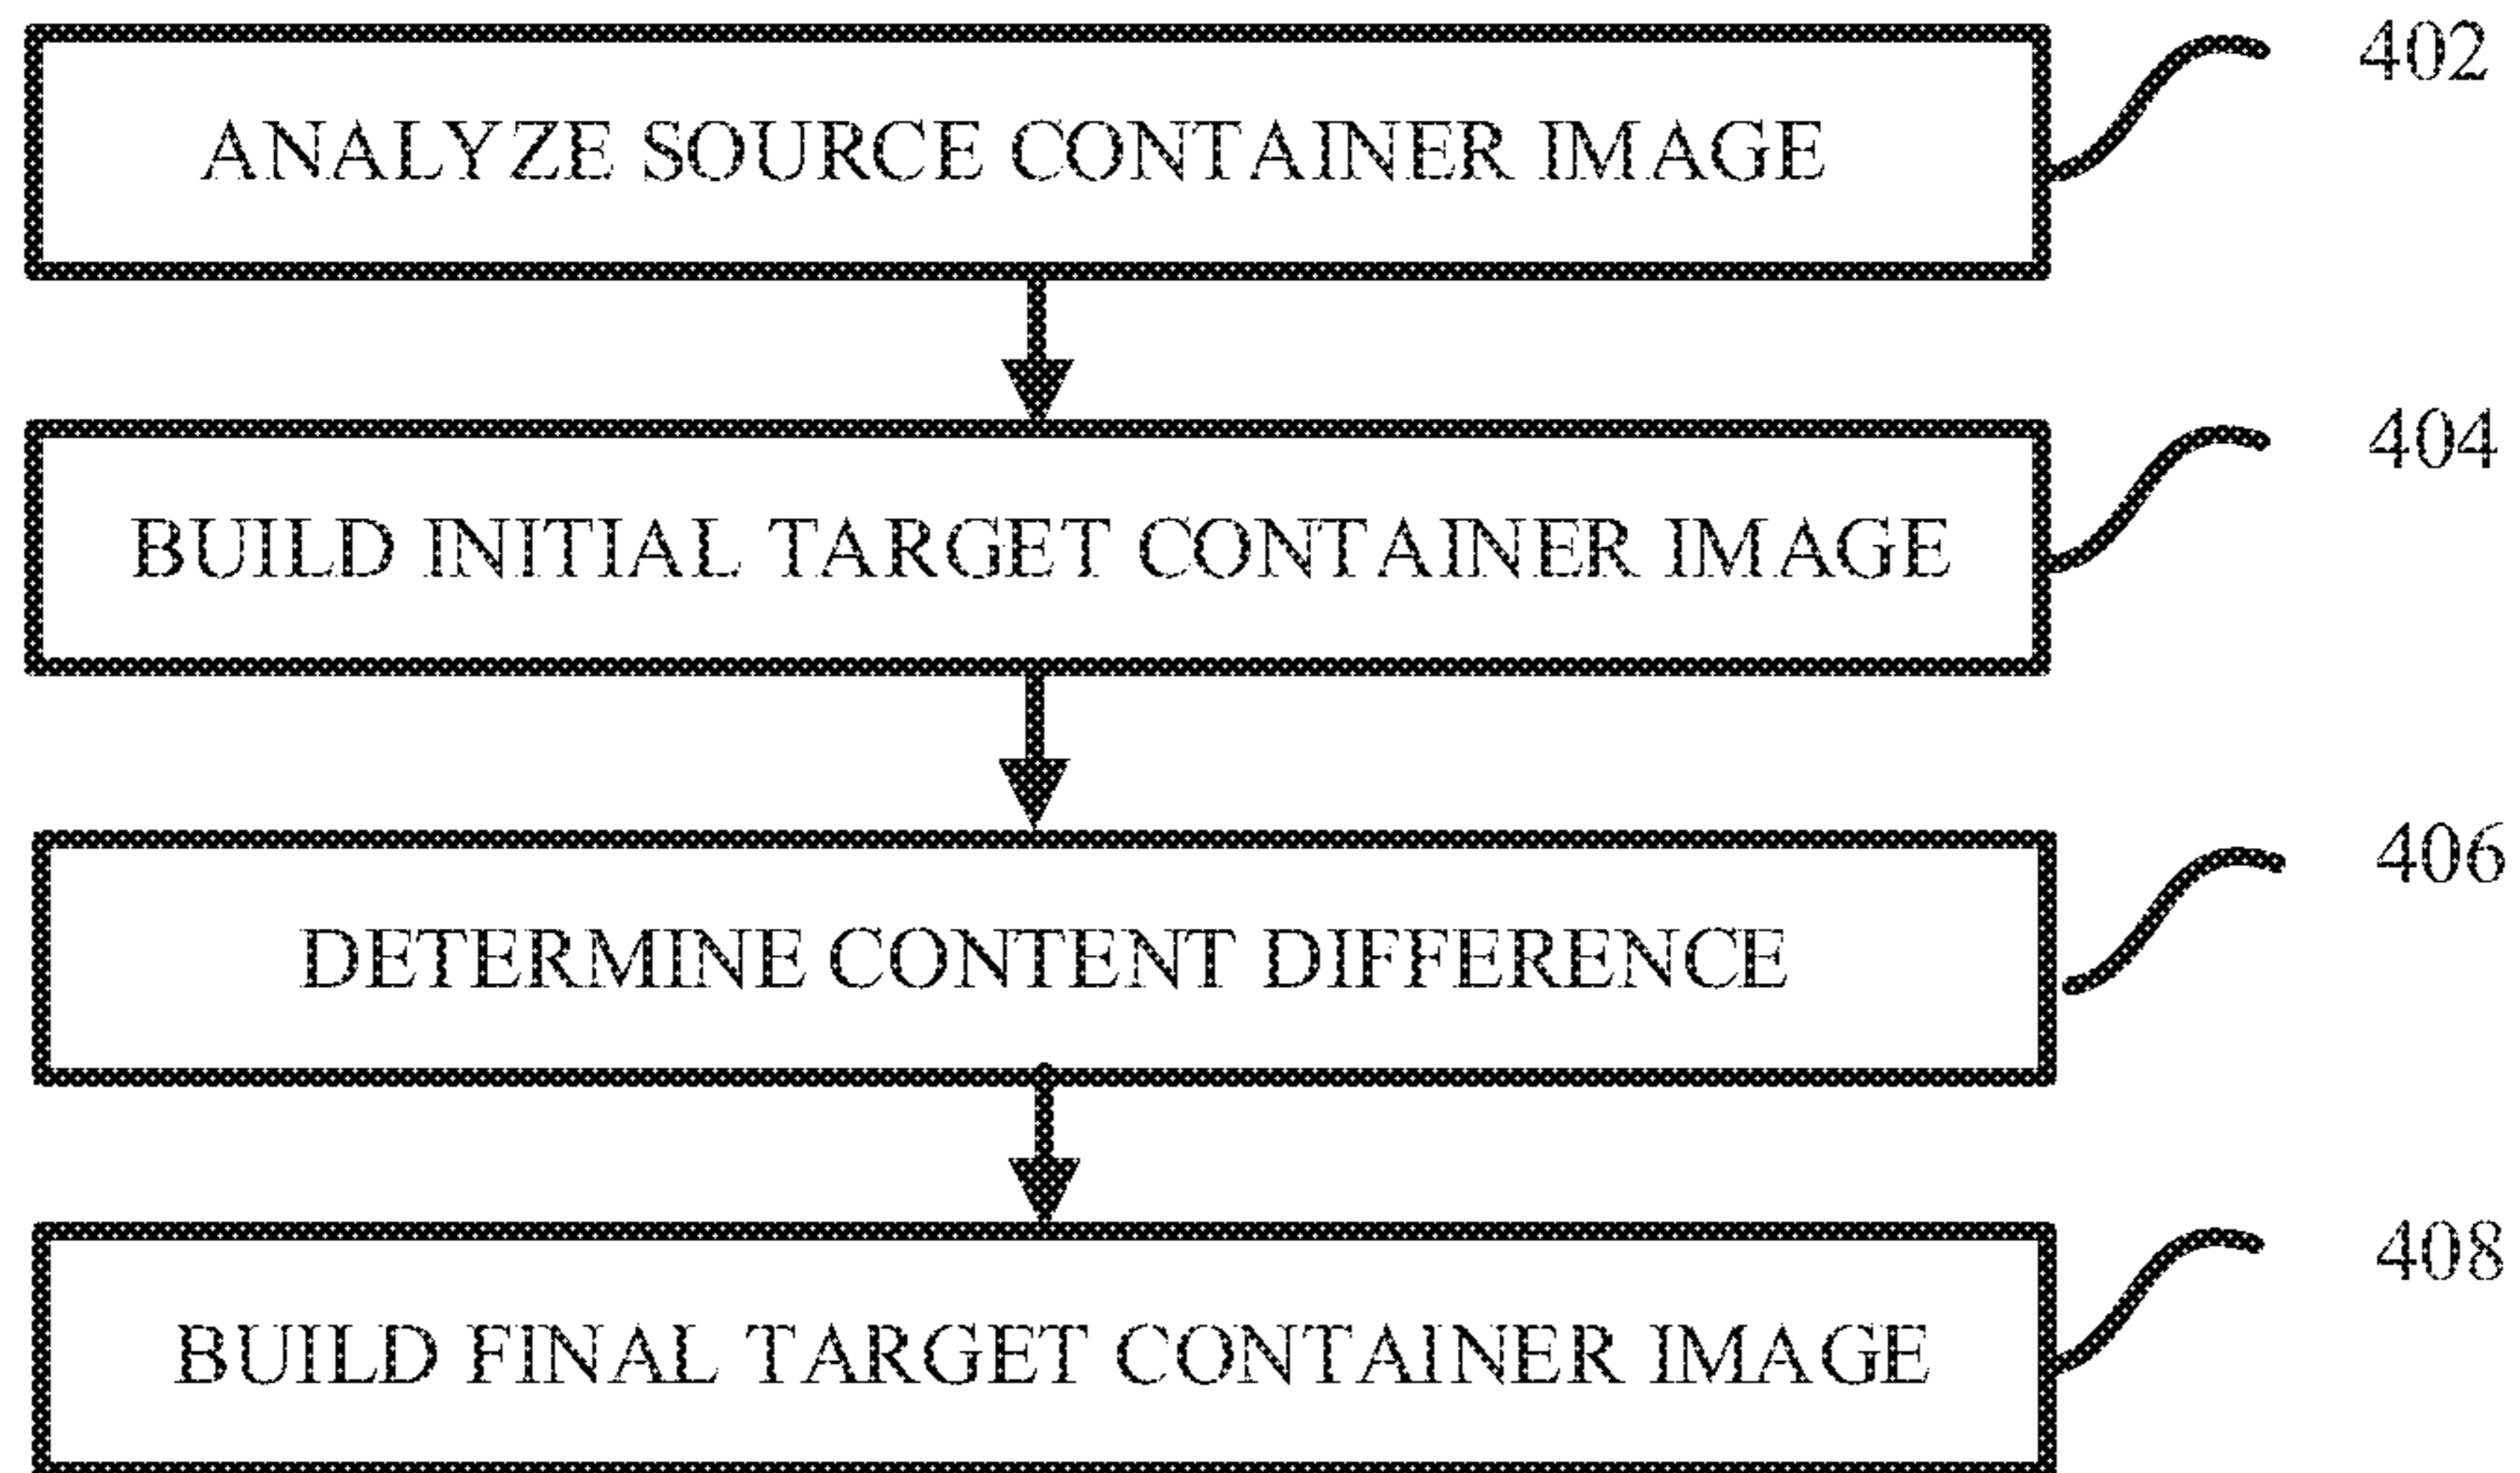 402
ANALYZE SOURCE CONTAINER IMAGE
404
BUILD INITIAL TARGET CONTAINER IMAGE
406
DETERMINE CONTENT DIFFERENCE
408
BUILD FINAL TARGET CONTAINER IMAGE